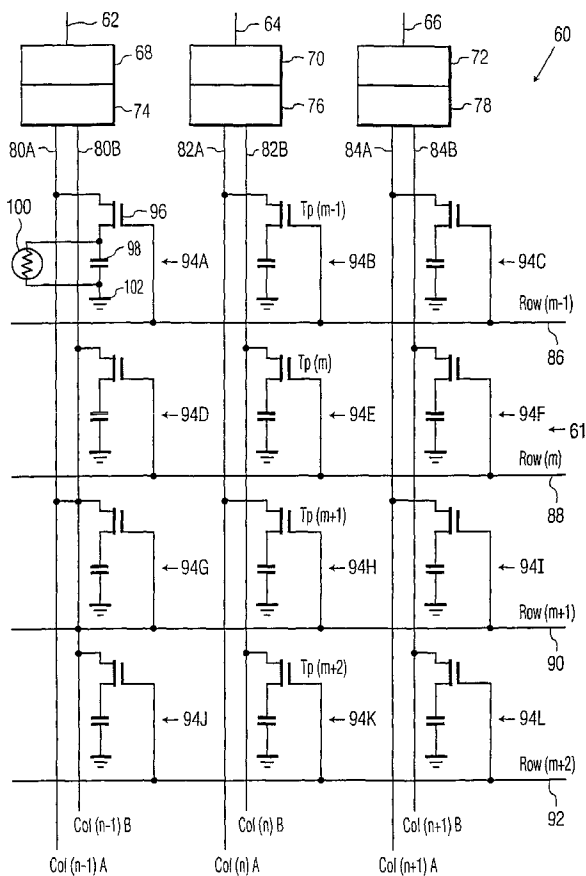 62 64 66 60
68 70 72
74 76 78
80A 80B 82A 82B 84A 84B
96 Tp (m-1)
100
98 ←94A ←94B ←94C
102
Row (m-1)
86
Tp (m)
←94D ←94E ←94F
←61
Row (m)
88
Tp (m+1)
←94G ←94H ←94I
Row (m+1)
90
Tp (m+2)
←94J ←94K ←94L
Row (m+2)
92
Col (n-1) B Col (n) B Col (n+1) B
Col (n-1) A Col (n) A Col (n+1) A